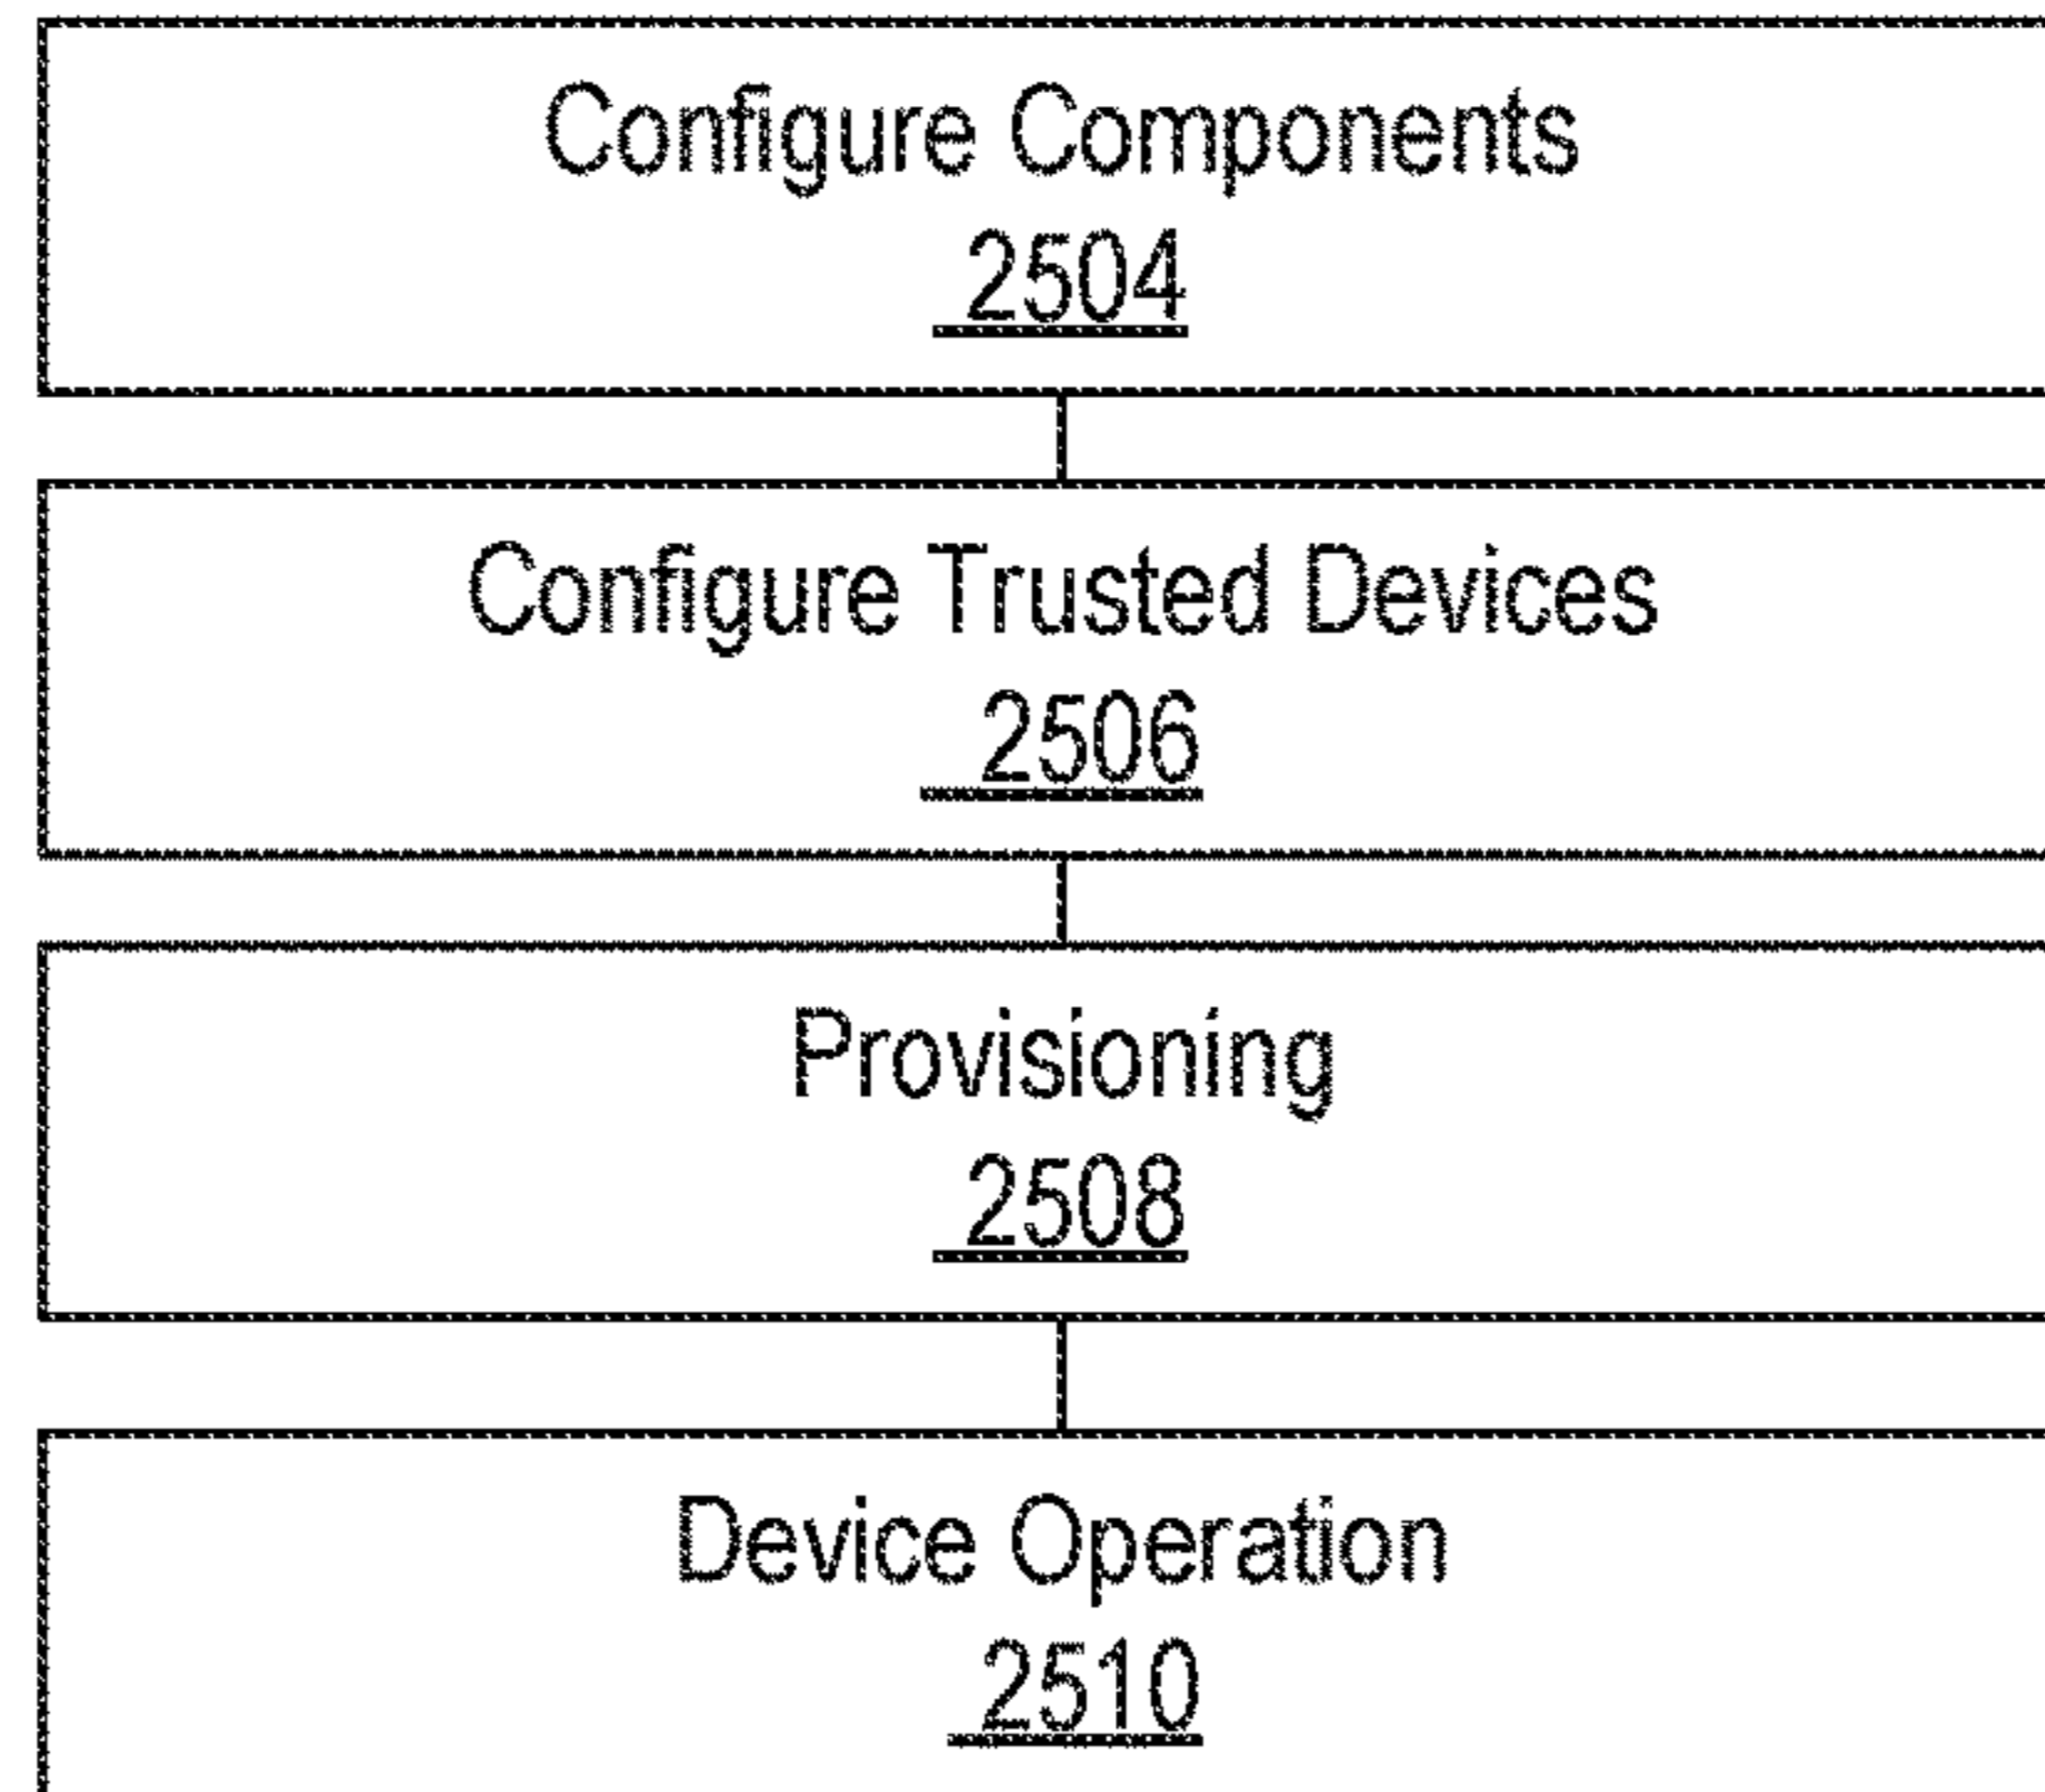 Configure Components
2504
Configure Trusted Devices
2506
Provisioning
2508
Device Operation
2510